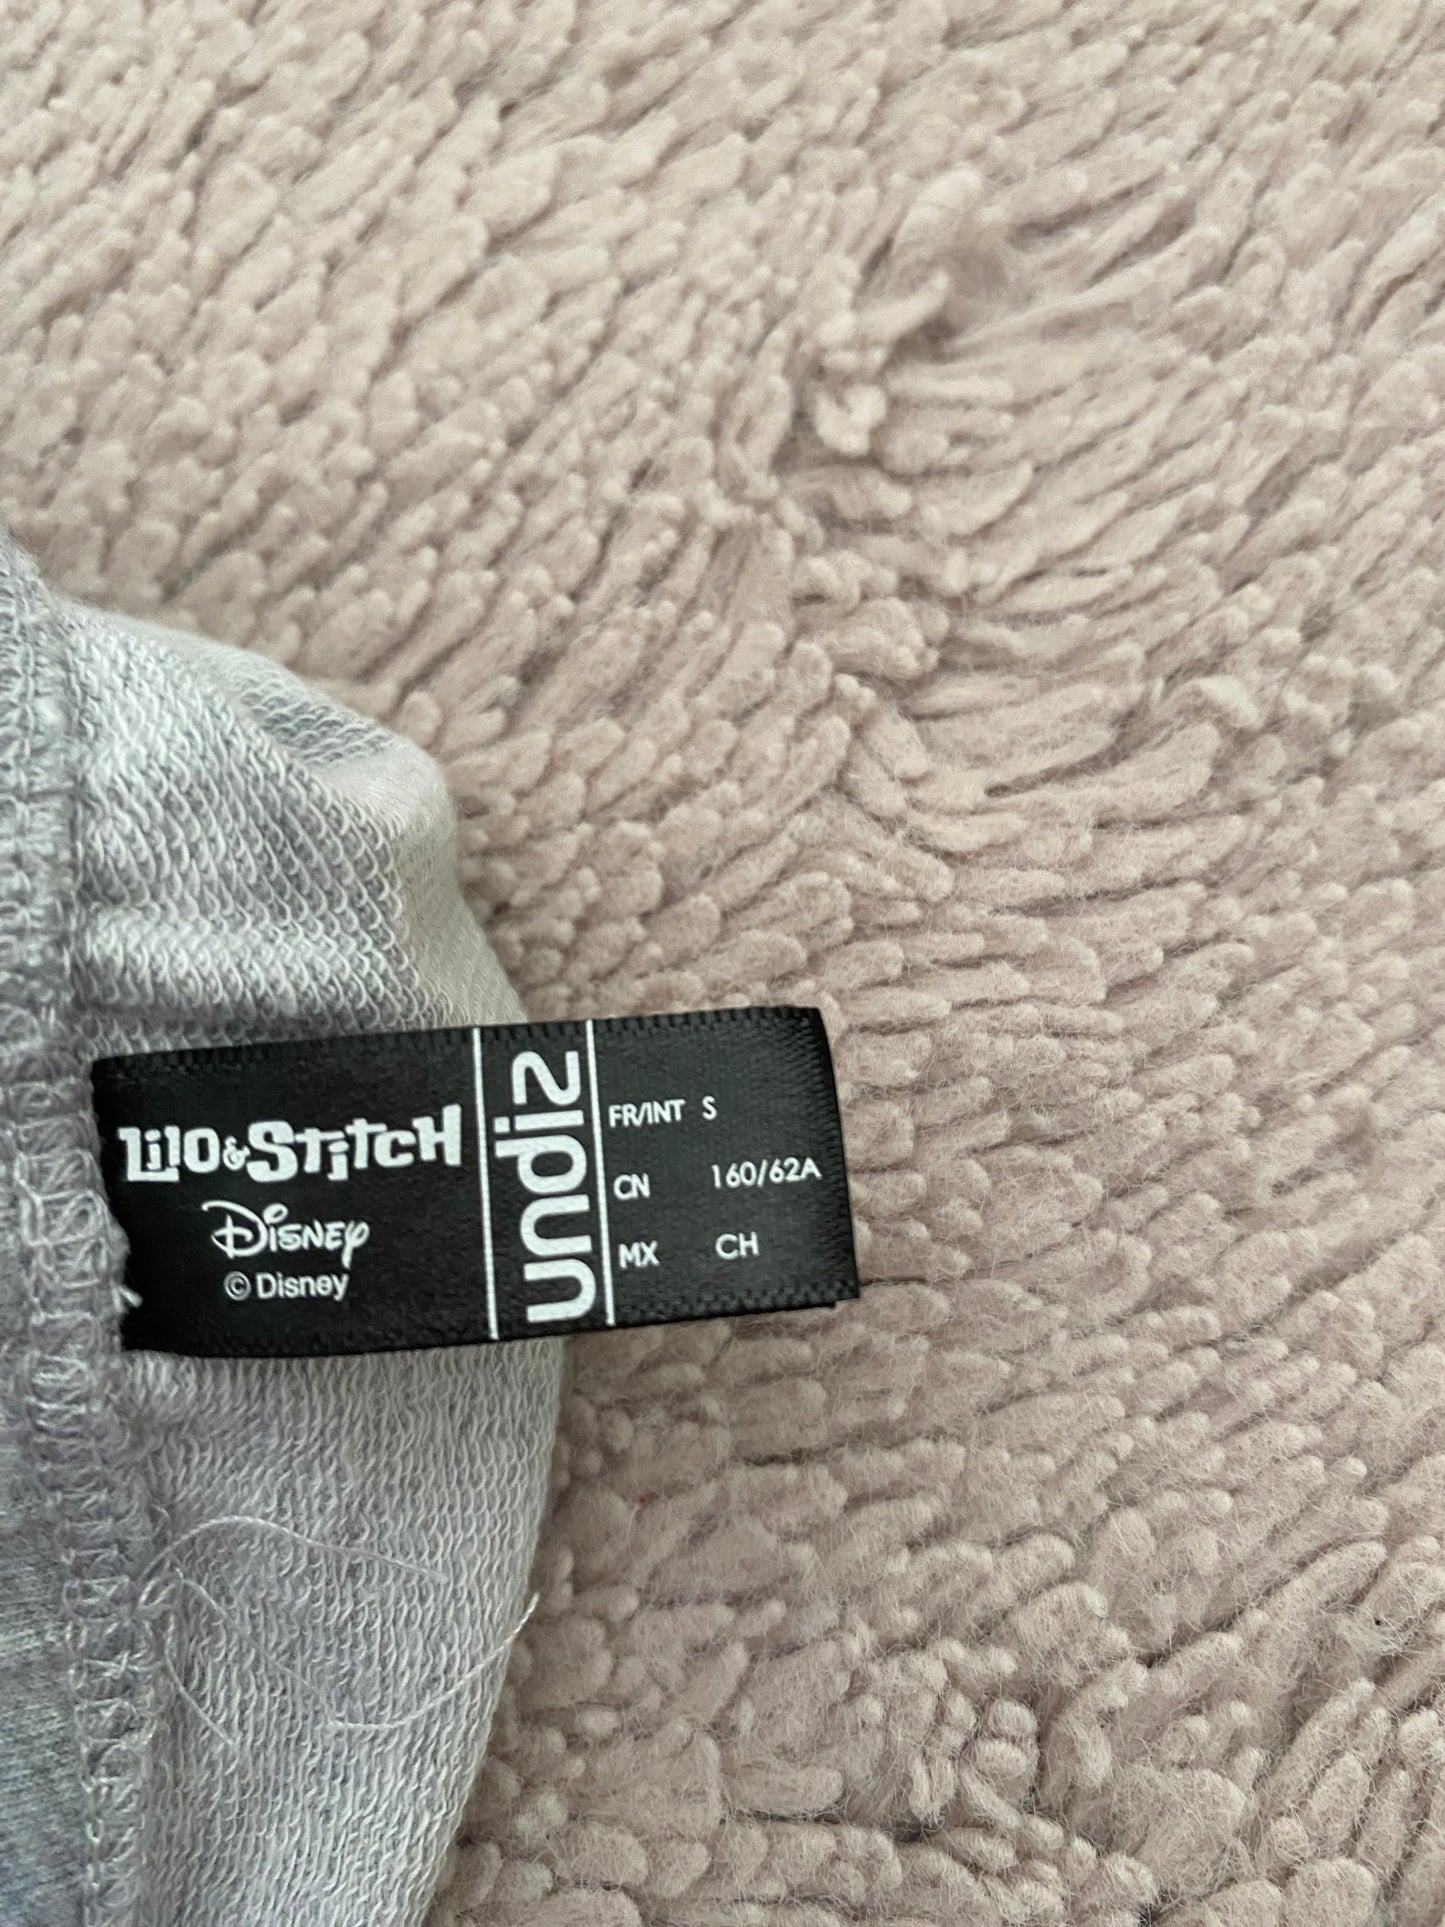 Lilo & Stitch
Disney
© Disney
undiz
FR/INT S
CN 160/62A
MX CH